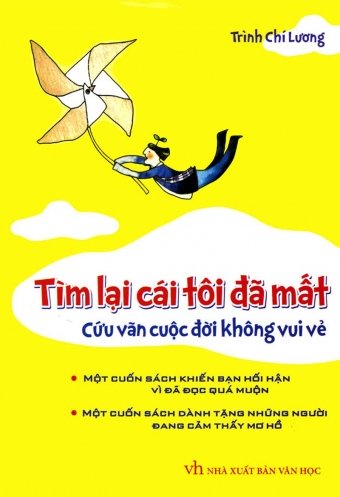 Trình Chí Lương
Tìm lại cái tôi đã mất
Cứu vãn cuộc đời không vui vẻ
• MỘT CUỐN SÁCH KHIẾN BẠN HỐI HẬN
VÌ ĐÃ ĐỌC QUÁ MUỘN
• MỘT CUỐN SÁCH DÀNH TẶNG NHỮNG NGƯỜI
ĐANG CẢM THẤY MƠ HỒ
vh NHÀ XUẤT BẢN VĂN HỌC